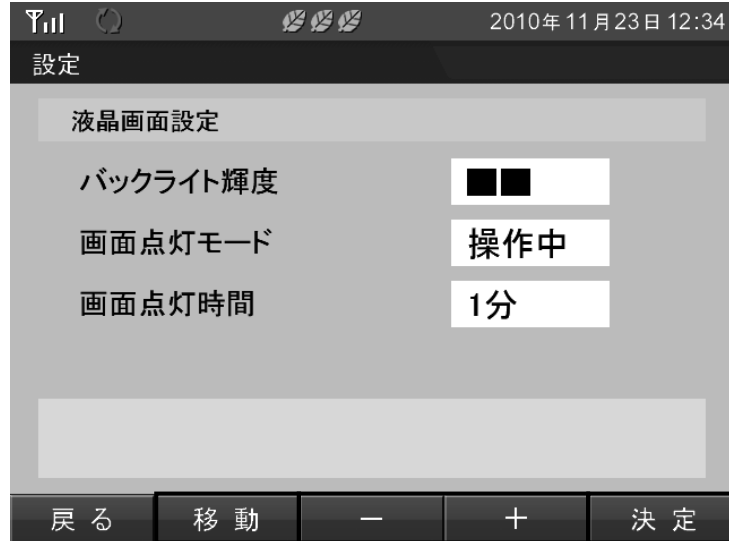 2010年11月23日 12:34
設定
液晶画面設定
バックライト輝度 ■■
画面点灯モード 操作中
画面点灯時間 1分
戻る 移動 － ＋ 決定